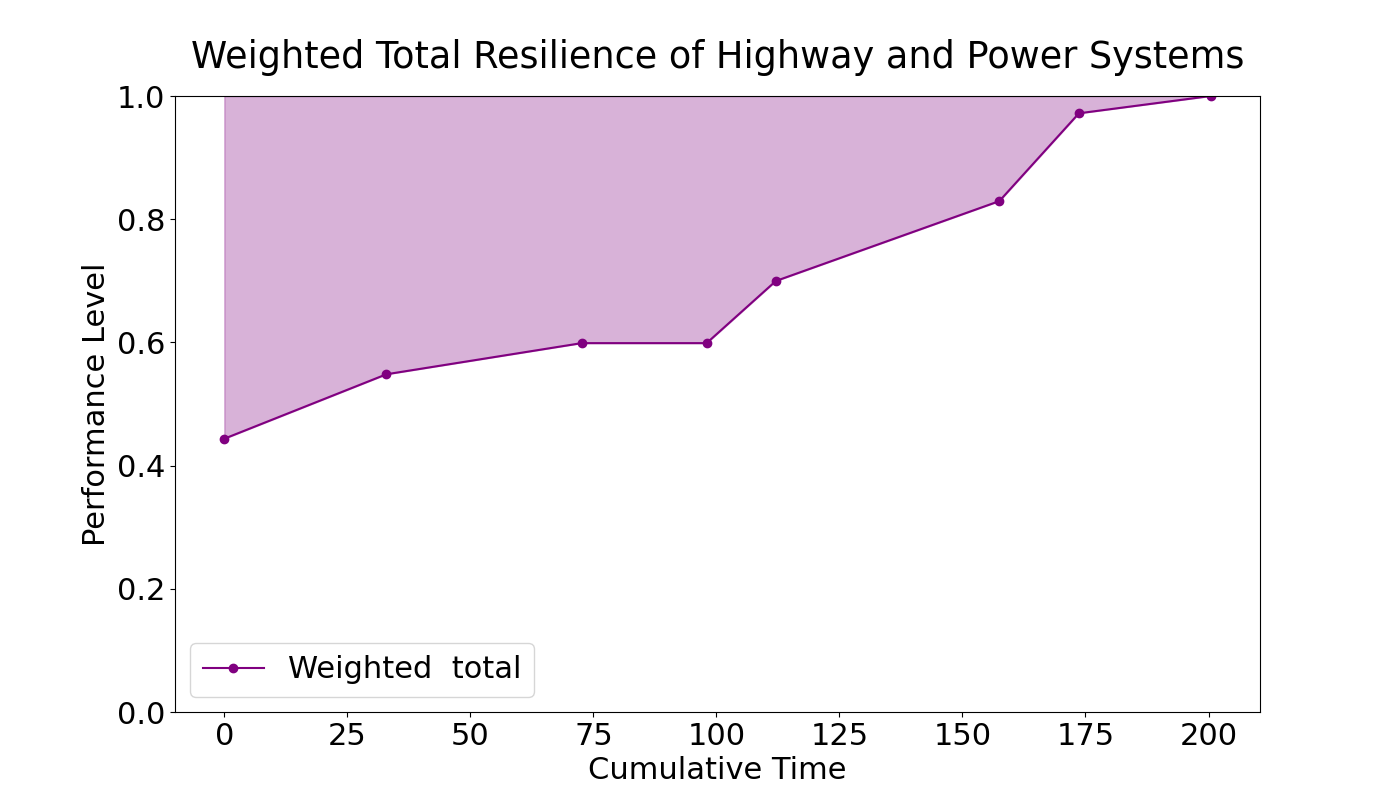 Weighted Total Resilience of Highway and Power Systems
1.0
0.8
0.6
0.4
0.2
0.0
Performance Level
Weighted  total
0 25 50 75 100 125 150 175 200
Cumulative Time